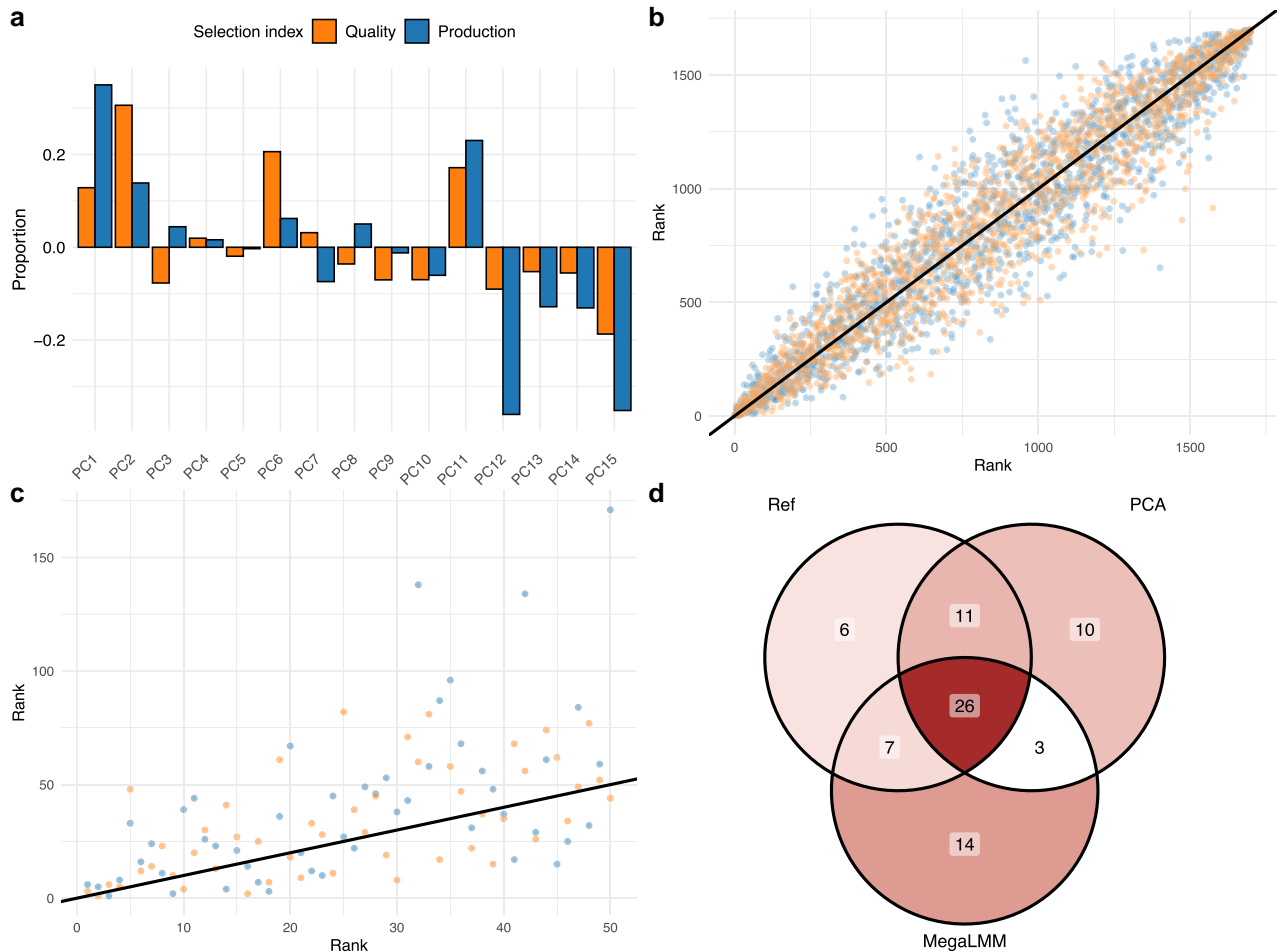 a
Selection index Quality Production
Proportion
0.2
0.0
−0.2
PC1 PC2 PC3 PC4 PC5 PC6 PC7 PC8 PC9 PC10 PC11 PC12 PC13 PC14 PC15
b
Rank
1500
1000
500
0
0 500 1000 1500
Rank
c
Rank
150
100
50
0
0 10 20 30 40 50
Rank
d
Ref PCA
6 11 10
26
7 3
14
MegaLMM